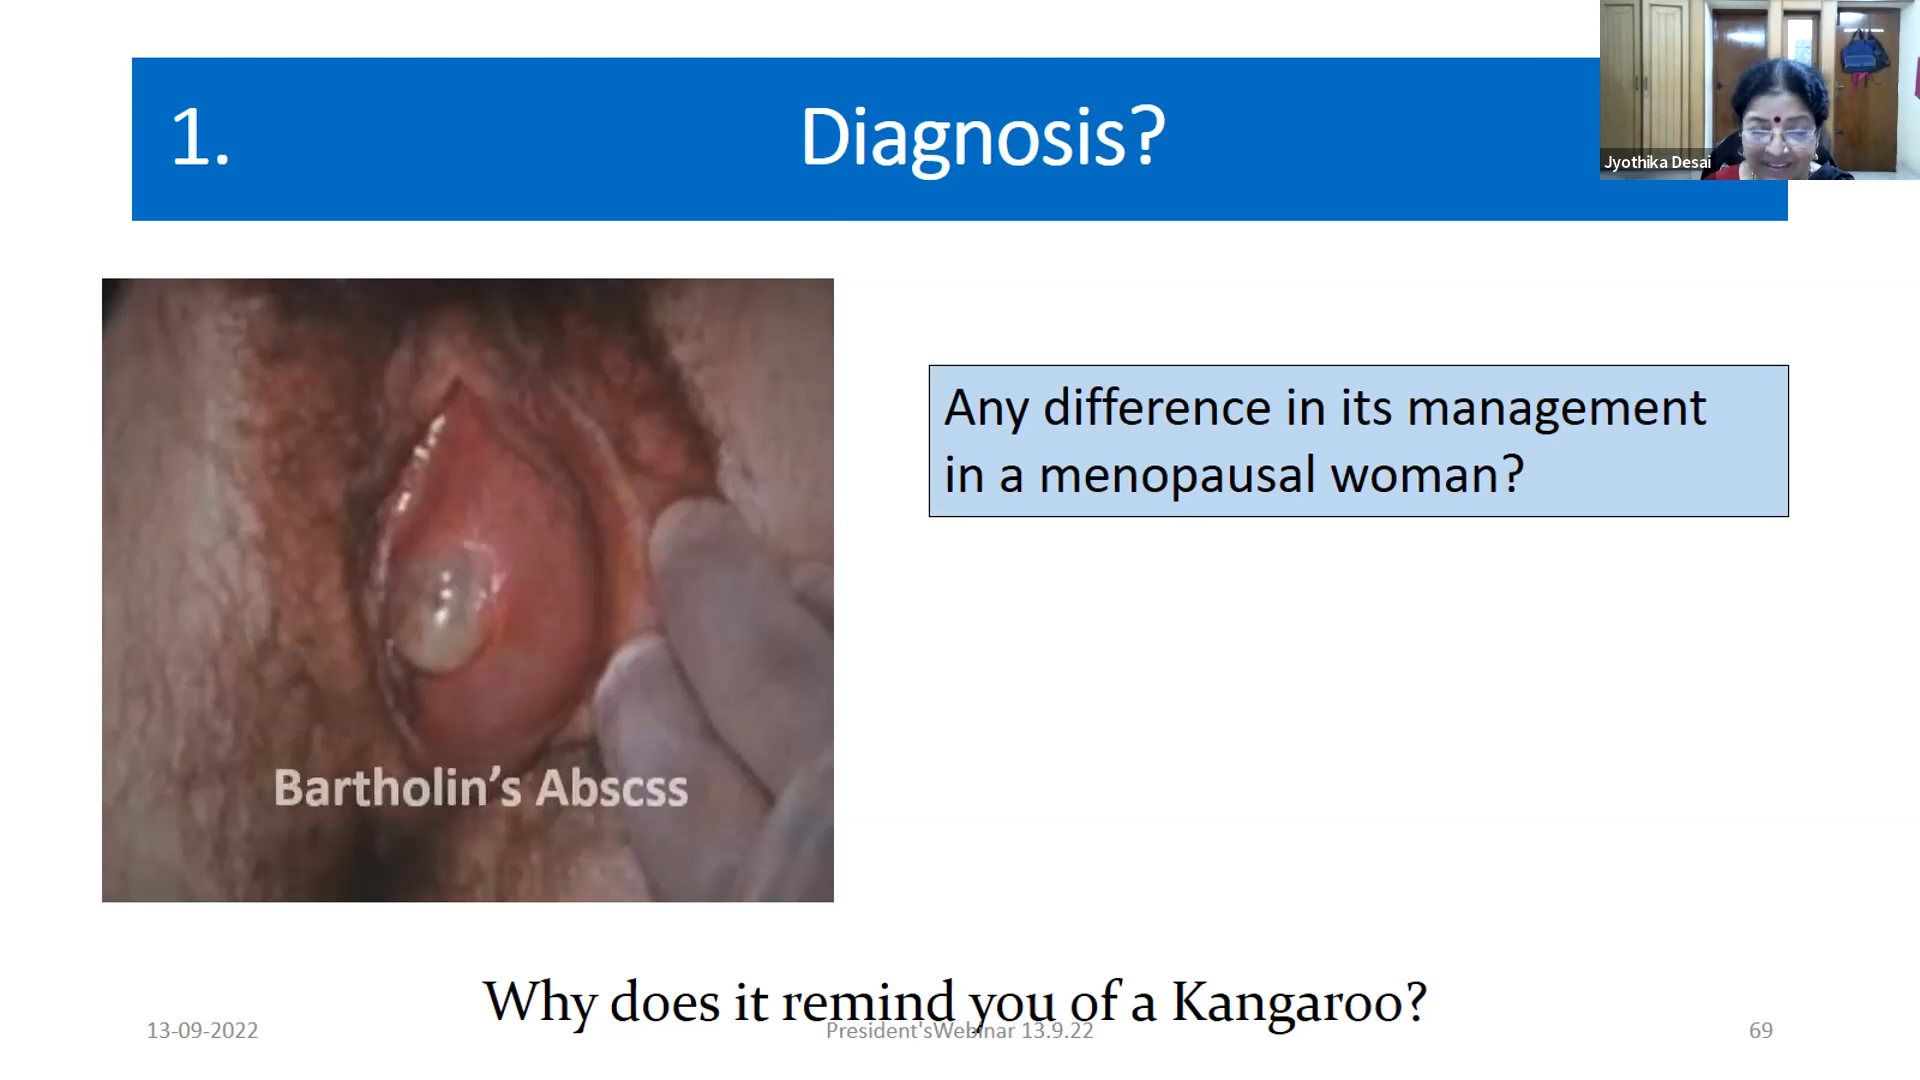 1.
Diagnosis?
Jyothika Desai
Any difference in its management
in a menopausal woman?
Bartholin's Abscss
Why does it remind you of a Kangaroo?
13-09-2022
President'sWebinar 13.9.22
69